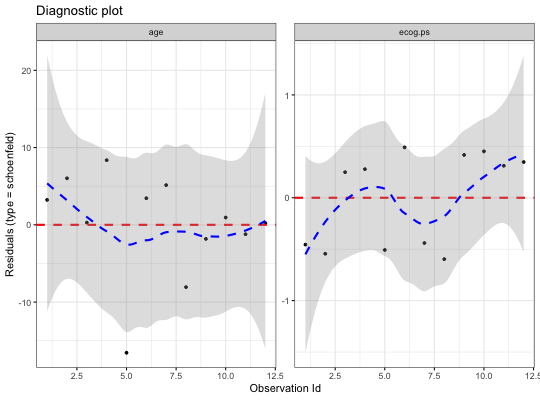 Diagnostic plot
age
ecog.ps
Residuals (type = schoenfeld)
20
10
0
-10
1
0
-1
2.5 5.0 7.5 10.0 12.5
2.5 5.0 7.5 10.0 12.5
Observation Id